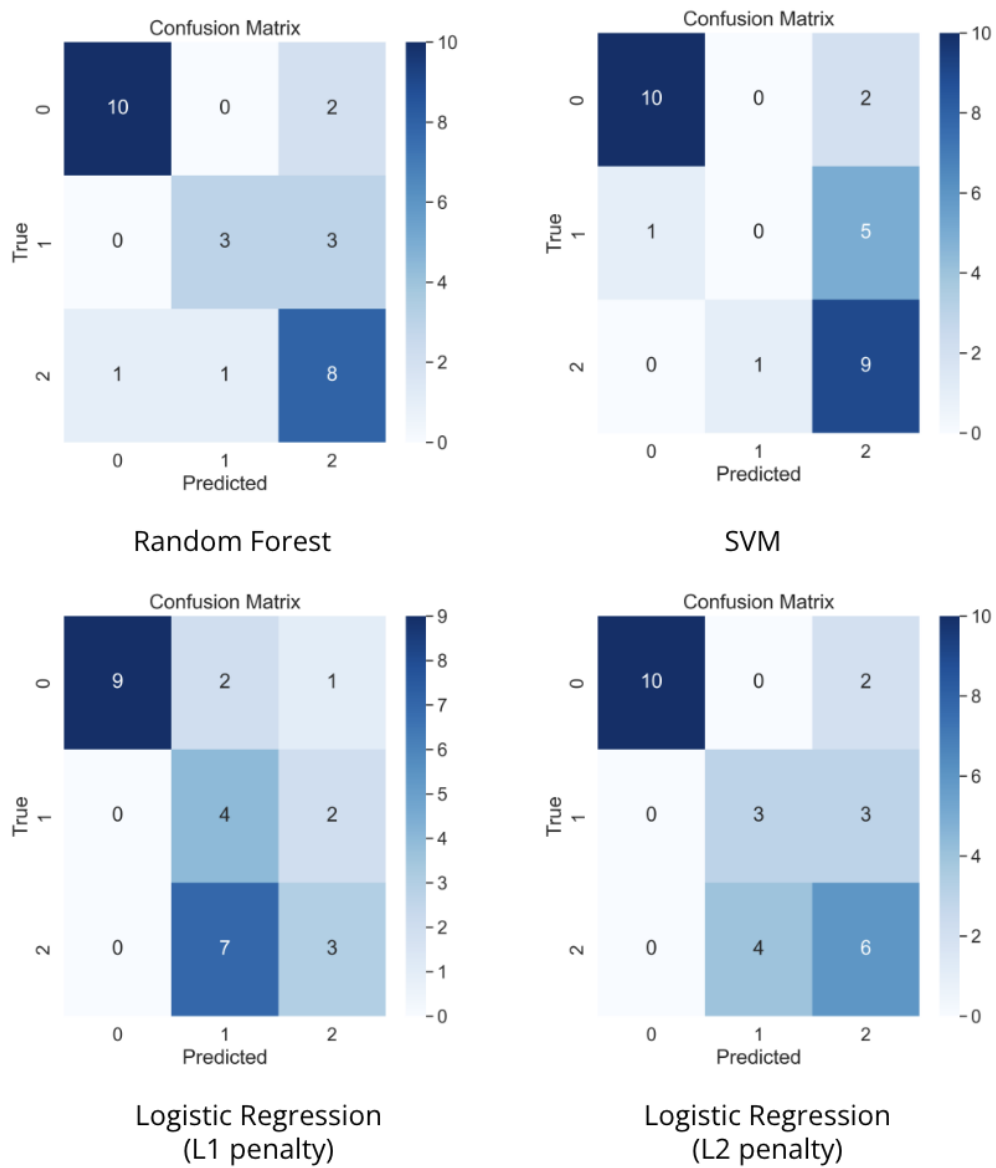 Confusion Matrix
10 0 2
0 3 3
1 1 8
0
1
2
True
0 1 2
Predicted
10
8
6
4
2
0
Random Forest
Confusion Matrix
10 0 2
1 0 5
0 1 9
0
1
2
True
0 1 2
Predicted
10
8
6
4
2
0
SVM
Confusion Matrix
9 2 1
0 4 2
0 7 3
0
1
2
True
0 1 2
Predicted
9
8
7
6
5
4
3
2
1
0
Logistic Regression
(L1 penalty)
Confusion Matrix
10 0 2
0 3 3
0 4 6
0
1
2
True
0 1 2
Predicted
10
8
6
4
2
0
Logistic Regression
(L2 penalty)